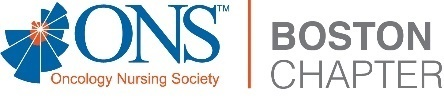 ONS™
Oncology Nursing Society
BOSTON
CHAPTER